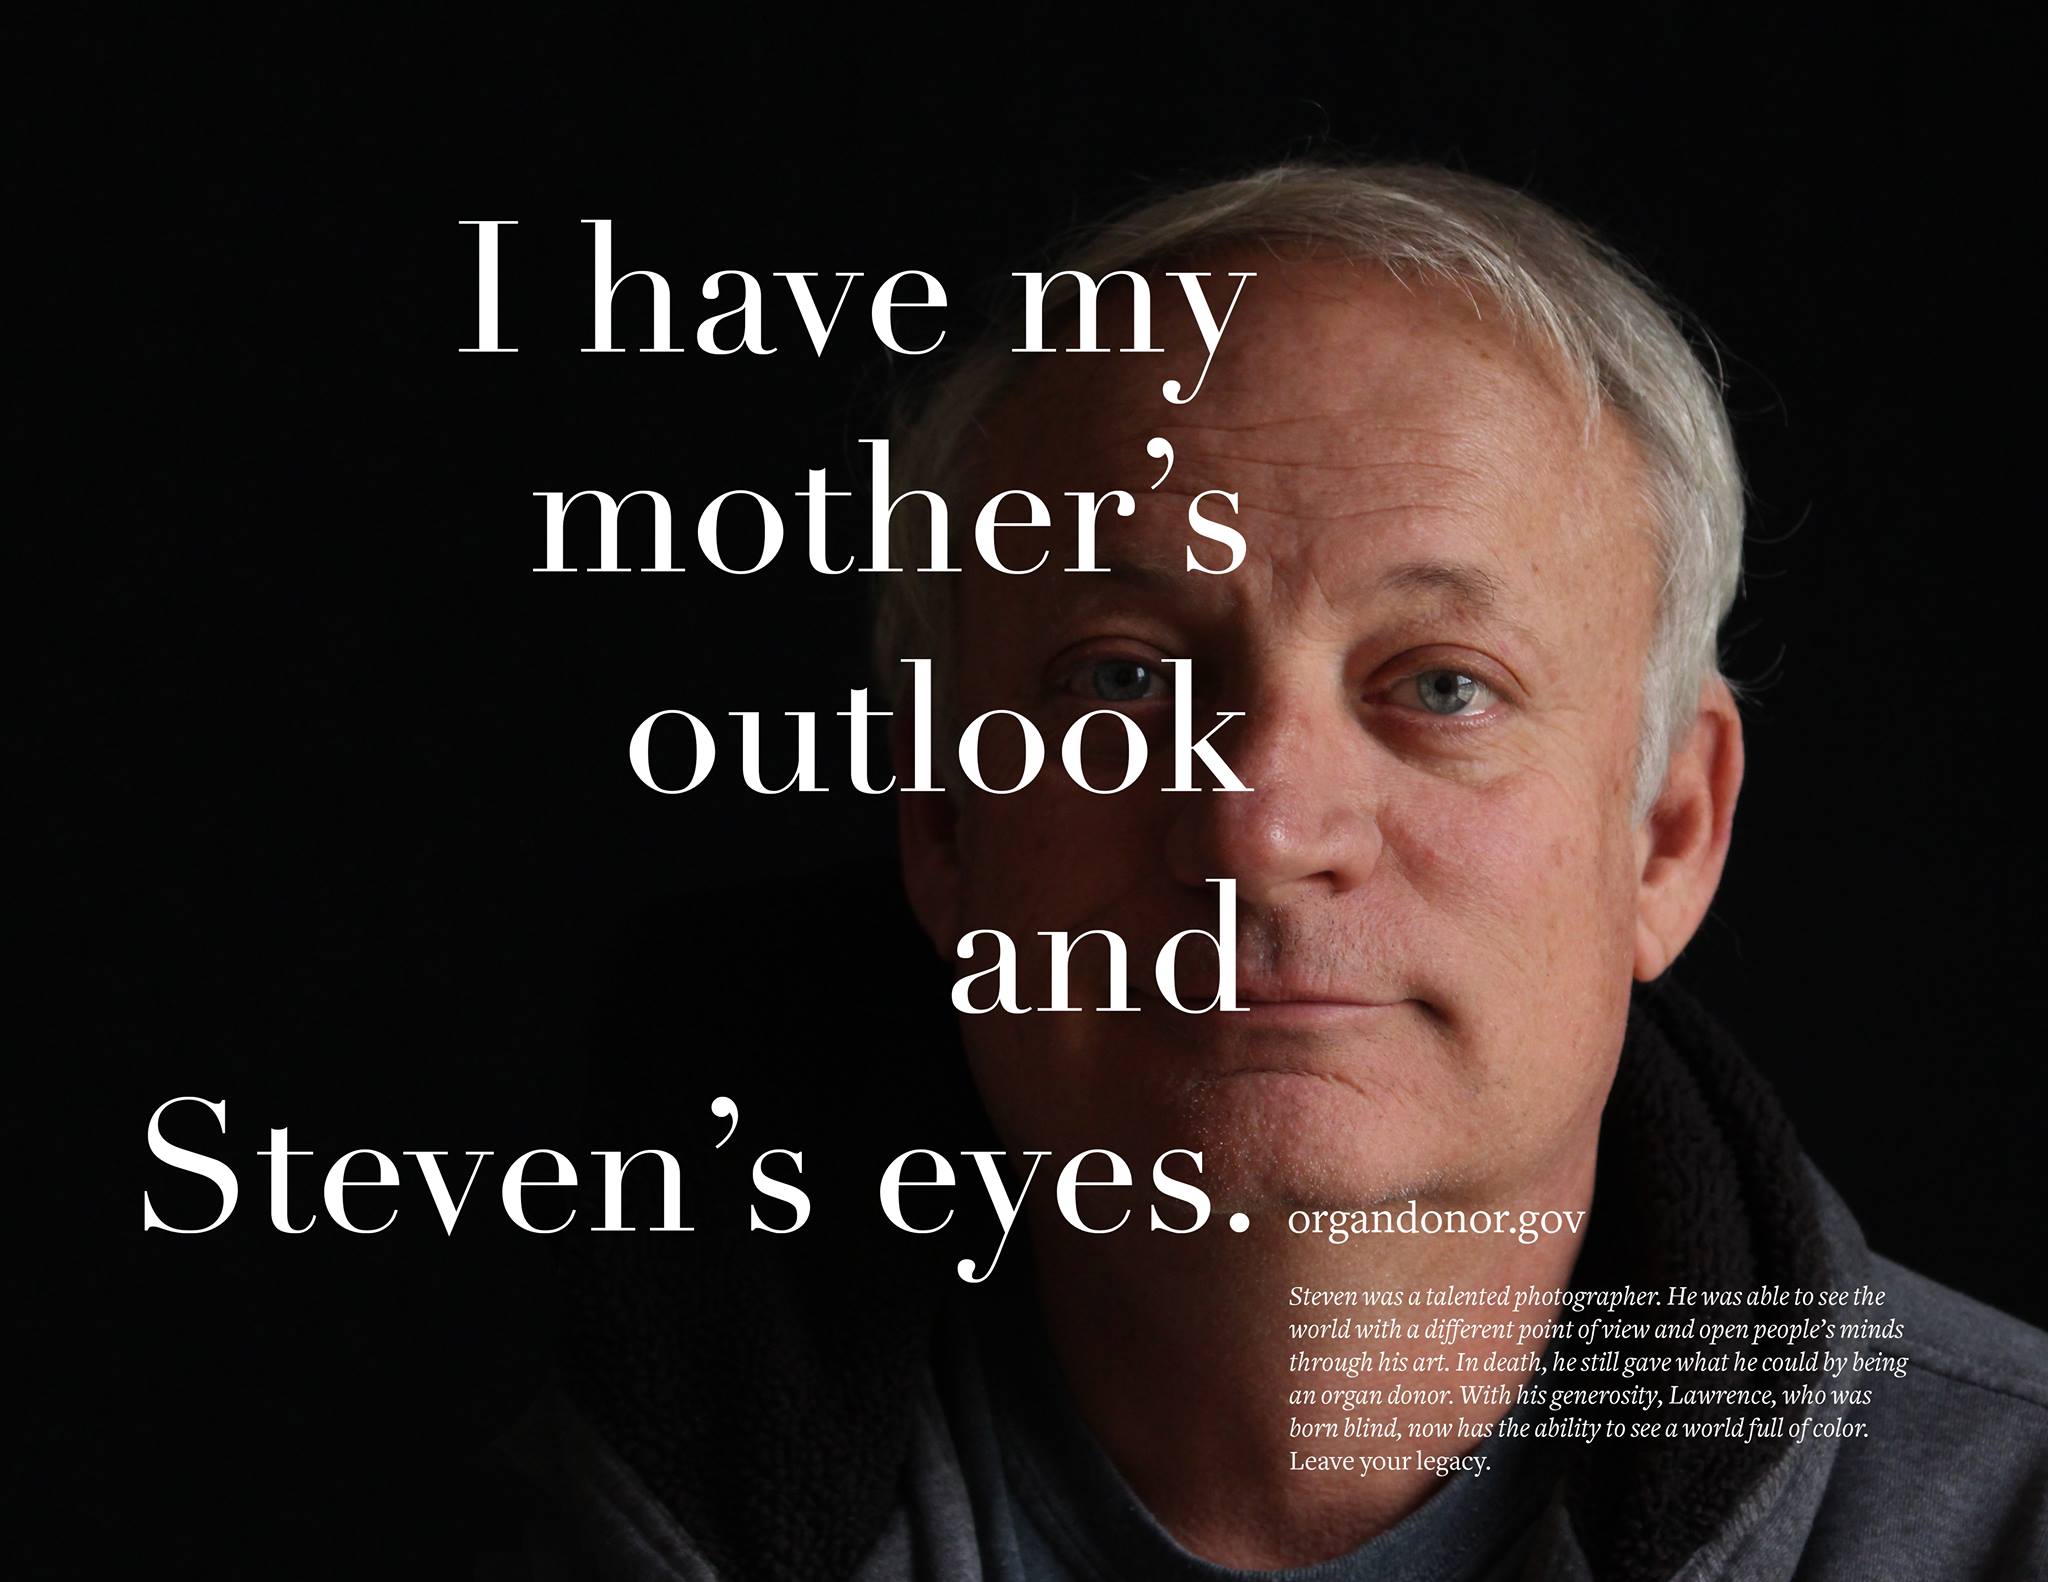 I have my
mother’s
outlook
and
Steven’s eyes.
organdonor.gov
Steven was a talented photographer. He was able to see the
world with a different point of view and open people’s minds
through his art. In death, he still gave what he could by being
an organ donor. With his generosity, Lawrence, who was
born blind, now has the ability to see a world full of color.
Leave your legacy.